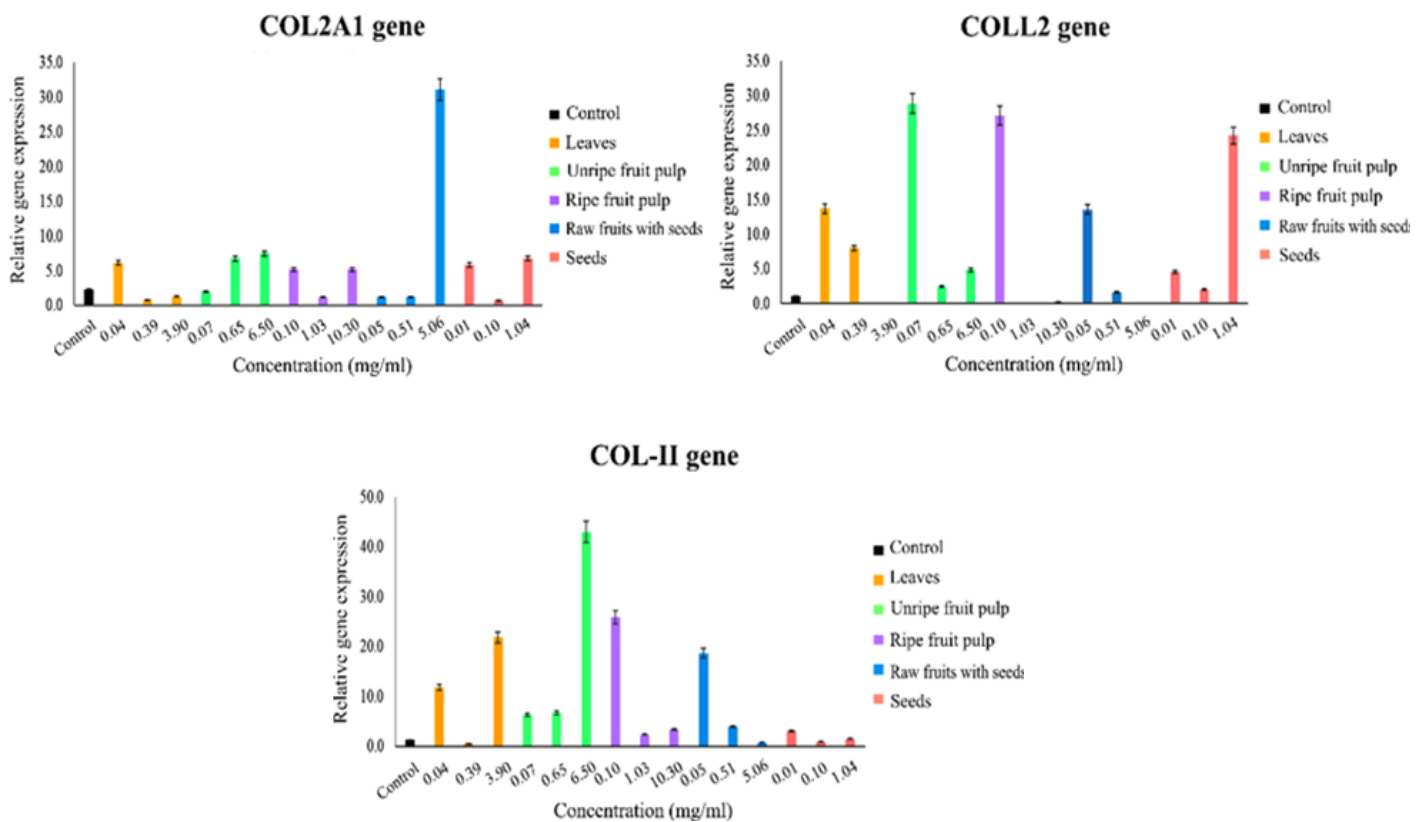 COL2A1 gene
Relative gene expression
35.0
30.0
25.0
20.0
15.0
10.0
5.0
0.0
Control 0.04 0.39 3.90 0.07 0.65 6.50 0.10 1.03 10.30 0.05 0.51 5.06 0.01 0.10 1.04
Concentration (mg/ml)
Control
Leaves
Unripe fruit pulp
Ripe fruit pulp
Raw fruits with seeds
Seeds
COLL2 gene
Relative gene expression
35.0
30.0
25.0
20.0
15.0
10.0
5.0
0.0
Control 0.04 0.39 3.90 0.07 0.65 6.50 0.10 1.03 10.30 0.05 0.51 5.06 0.01 0.10 1.04
Concentration (mg/ml)
Control
Leaves
Unripe fruit pulp
Ripe fruit pulp
Raw fruits with seeds
Seeds
COL-II gene
Relative gene expression
50.0
40.0
30.0
20.0
10.0
0.0
Control 0.04 0.39 3.90 0.07 0.65 6.50 0.10 1.03 10.30 0.05 0.51 5.06 0.01 0.10 1.04
Concentration (mg/ml)
Control
Leaves
Unripe fruit pulp
Ripe fruit pulp
Raw fruits with seeds
Seeds